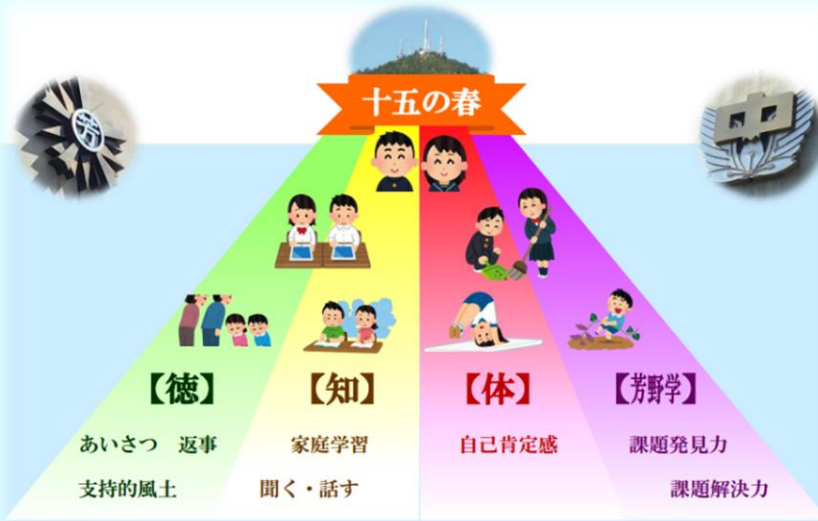 十五の春
芳
中
【徳】 【知】 【体】 【芳野学】
あいさつ 返事 家庭学習 自己肯定感 課題発見力
支持的風土 聞く・話す 課題解決力